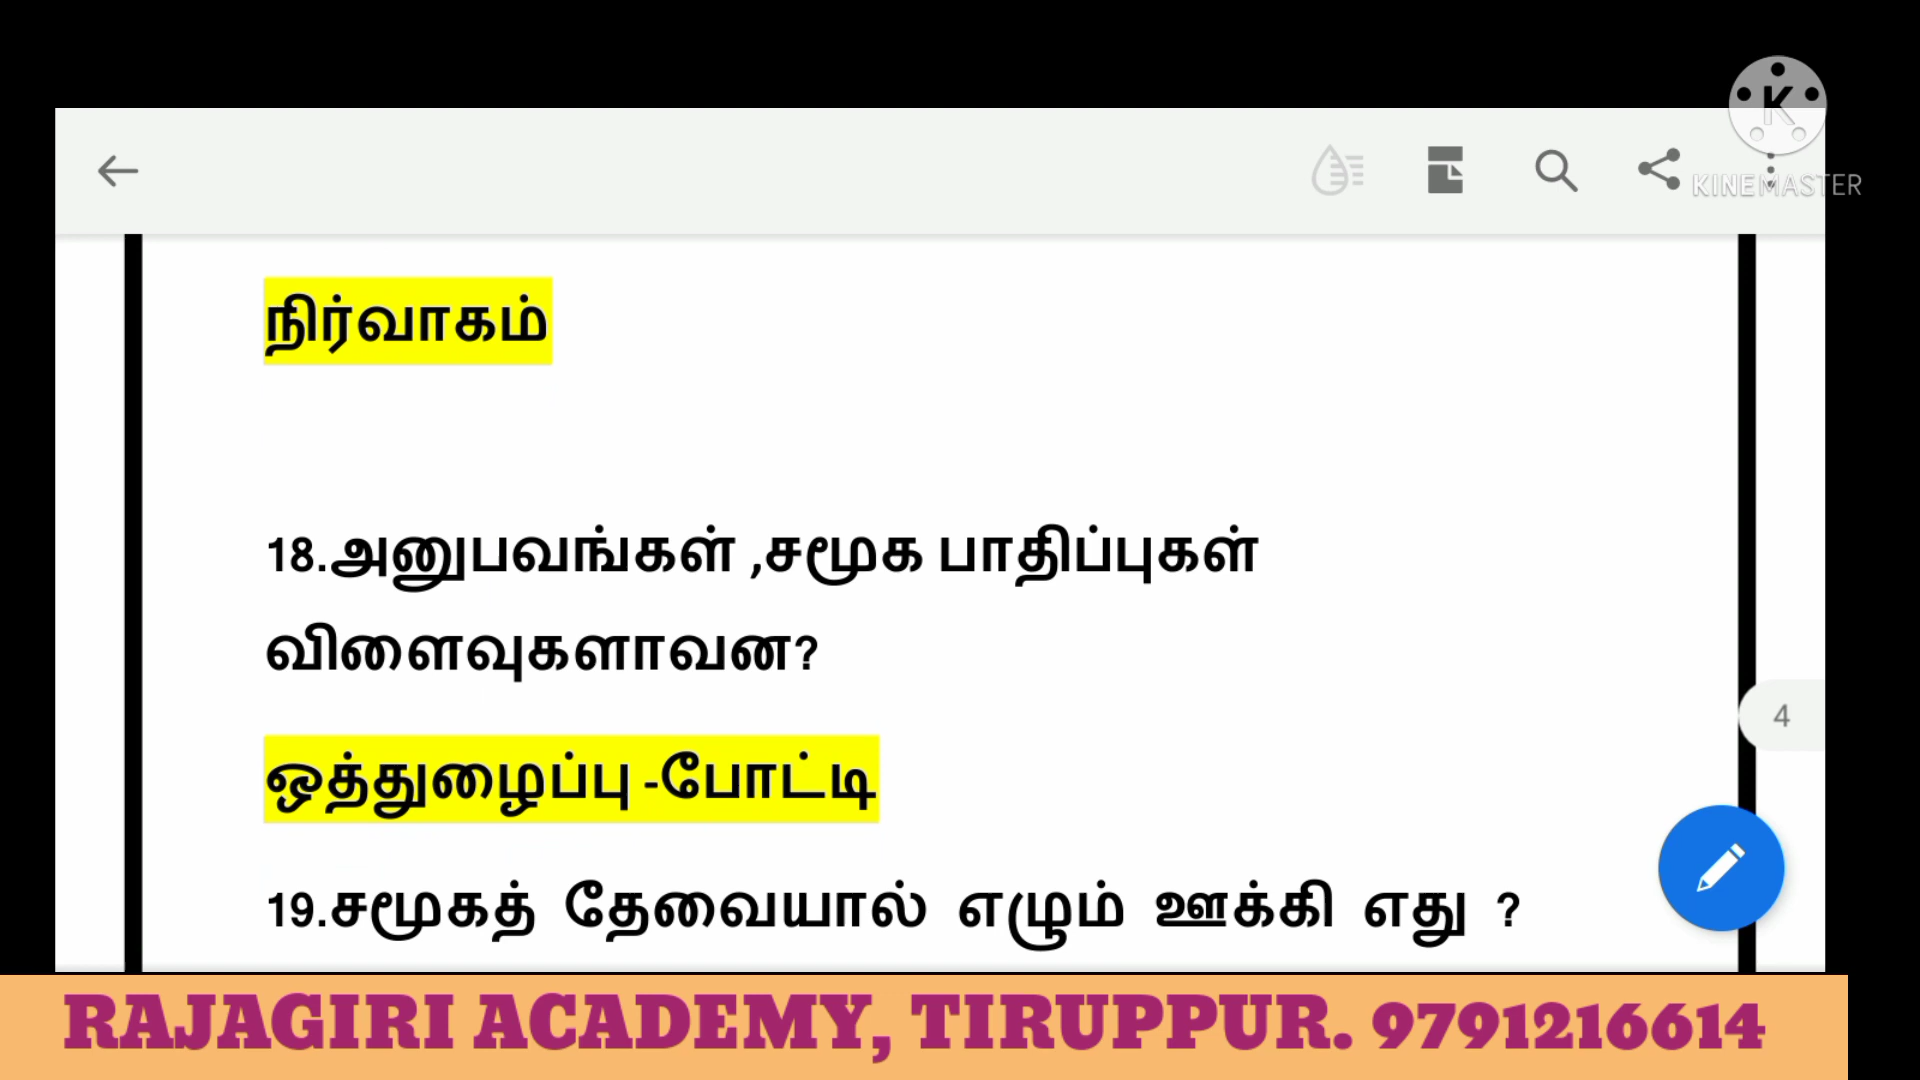 K
KINEMASTER
நிர்வாகம்
18.அனுபவங்கள் ,சமூக பாதிப்புகள்
விளைவுகளாவன?
4
ஒத்துழைப்பு -போட்டி
19.சமூகத் தேவையால் எழும் ஊக்கி எது ?
RAJAGIRI ACADEMY, TIRUPPUR. 9791216614